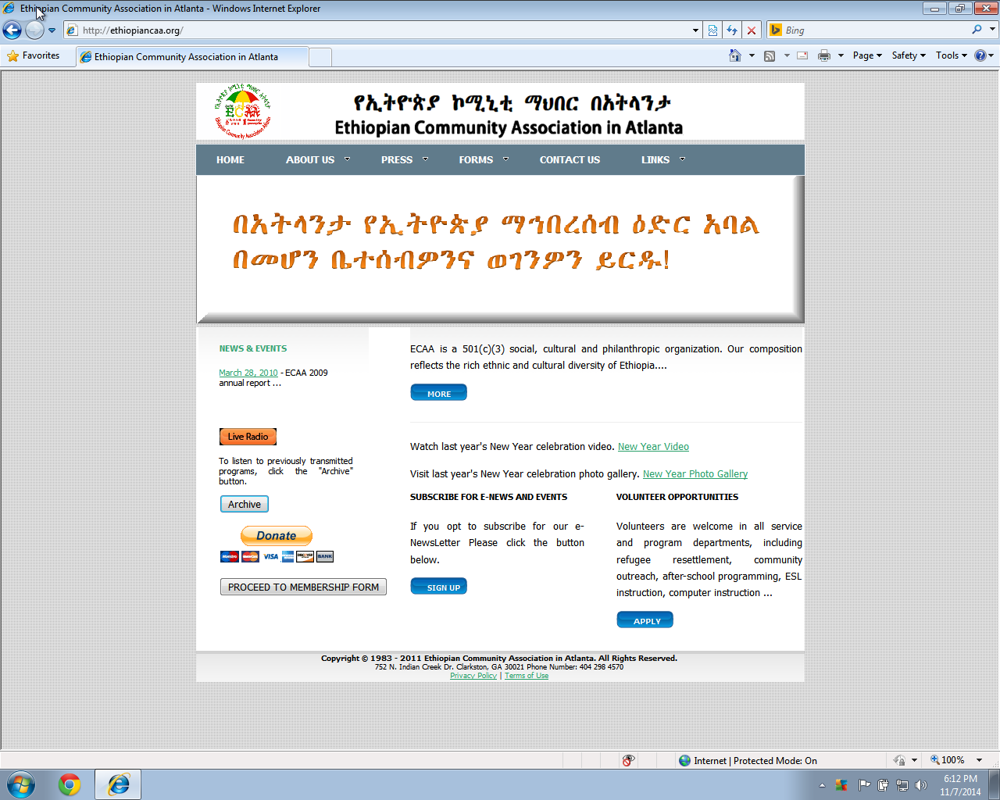 Ethiopian Community Association in Atlanta - Windows Internet Explorer
http://ethiopiancaa.org/
Bing
Favorites
Ethiopian Community Association in Atlanta
Page
Safety
Tools
የኢትዮጵያ ኮሚኒቲ ማህበር በአትላንታ
Ethiopian Community Association in Atlanta
HOME
ABOUT US
PRESS
FORMS
CONTACT US
LINKS
በአትላንታ የኢትዮጵያ ማኅበረሰብ ዕድር አባል
በመሆን ቤተሰብዎንና ወገንዎን ይርዱ!
NEWS & EVENTS
March 28, 2010 - ECAA 2009
annual report ...
Live Radio
To listen to previously transmitted
programs, click the "Archive"
button.
Archive
Donate
Maestro
MasterCard
VISA
DISCOVER
BANK
PROCEED TO MEMBERSHIP FORM
ECAA is a 501(c)(3) social, cultural and philanthropic organization. Our composition
reflects the rich ethnic and cultural diversity of Ethiopia....
MORE
Watch last year's New Year celebration video. New Year Video
Visit last year's New Year celebration photo gallery. New Year Photo Gallery
SUBSCRIBE FOR E-NEWS AND EVENTS
If you opt to subscribe for our e-
NewsLetter Please click the button
below.
SIGN UP
VOLUNTEER OPPORTUNITIES
Volunteers are welcome in all service
and program departments, including
refugee resettlement, community
outreach, after-school programming, ESL
instruction, computer instruction ...
APPLY
Copyright © 1983 - 2011 Ethiopian Community Association in Atlanta. All Rights Reserved.
752 N. Indian Creek Dr. Clarkston, GA 30021 Phone Number: 404 298 4570
Privacy Policy | Terms of Use
Internet | Protected Mode: On
100%
6:12 PM
11/7/2014